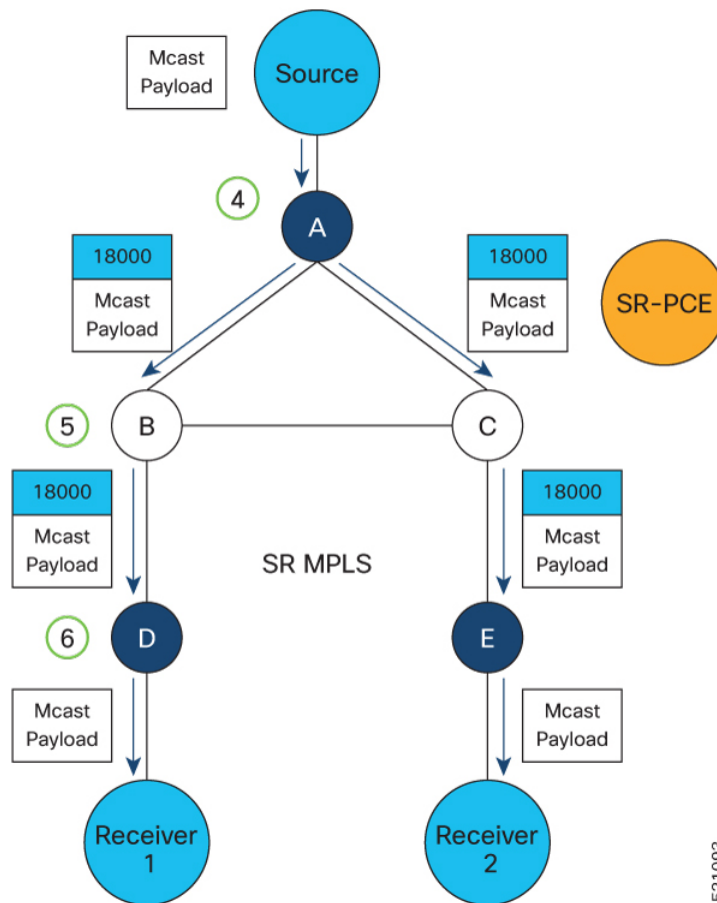 Mcast
Payload
Source
4
A
18000
Mcast
Payload
18000
Mcast
Payload
SR-PCE
5
B
C
18000
Mcast
Payload
SR MPLS
18000
Mcast
Payload
6
D
E
Mcast
Payload
Mcast
Payload
Receiver
1
Receiver
2